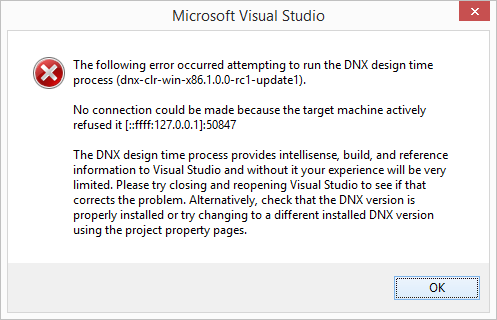 Microsoft Visual Studio
The following error occurred attempting to run the DNX design time
process (dnx-clr-win-x86.1.0.0-rc1-update1).
No connection could be made because the target machine actively
refused it [::ffff:127.0.0.1]:50847
The DNX design time process provides intellisense, build, and reference
information to Visual Studio and without it your experience will be very
limited. Please try closing and reopening Visual Studio to see if that
corrects the problem. Alternatively, check that the DNX version is
properly installed or try changing to a different installed DNX version
using the project property pages.
OK